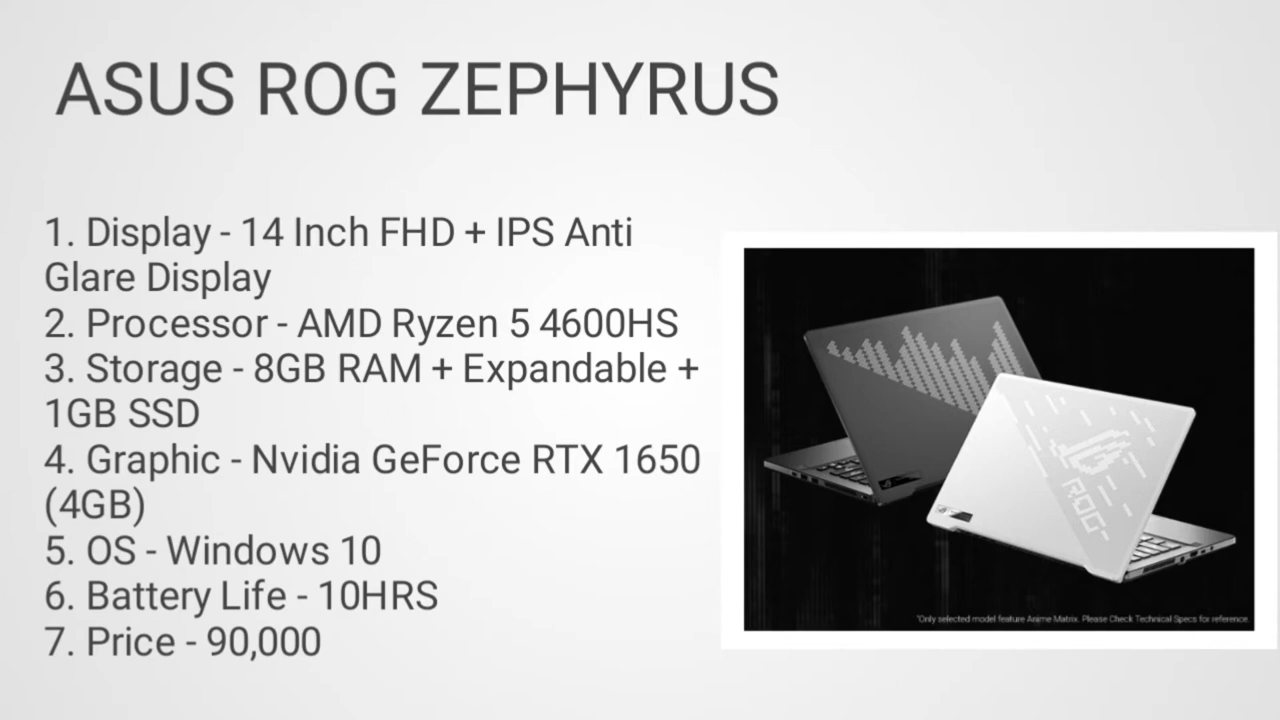 ASUS ROG ZEPHYRUS
1. Display - 14 Inch FHD + IPS Anti
Glare Display
2. Processor - AMD Ryzen 5 4600HS
3. Storage - 8GB RAM + Expandable +
1GB SSD
4. Graphic - Nvidia GeForce RTX 1650
(4GB)
5. OS - Windows 10
6. Battery Life - 10HRS
7. Price - 90,000
ROG
*Only selected model feature Anime Matrix. Please Check Technical Specs for reference.